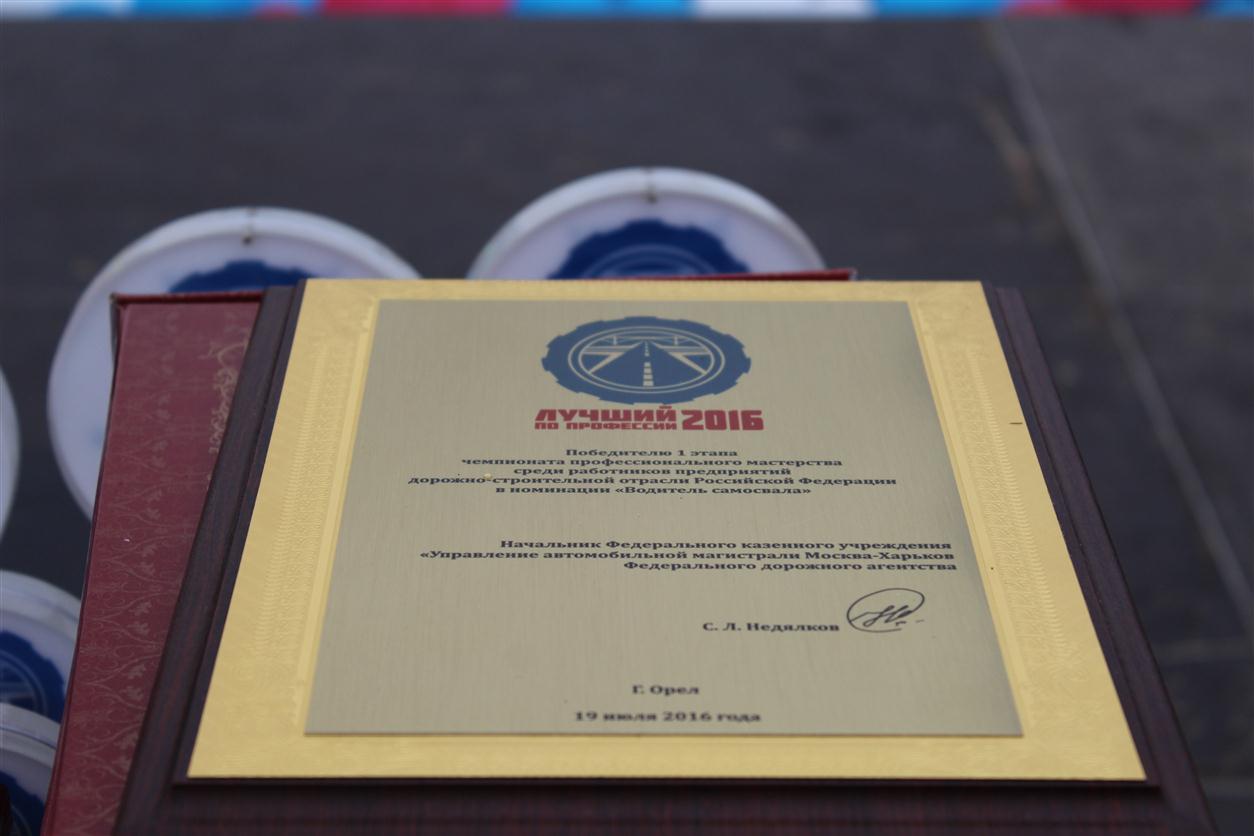 ЛУЧШИЙ
ПО ПРОФЕССИИ 2016
Победителю 1 этапа
чемпионата профессионального мастерства
среди работников предприятий
дорожно-строительной отрасли Российской Федерации
в номинации «Водитель самосвала»
Начальник Федерального казенного учреждения
«Управление автомобильной магистрали Москва-Харьков
Федерального дорожного агентства
С. Л. Недялков
Г. Орел
19 июля 2016 года